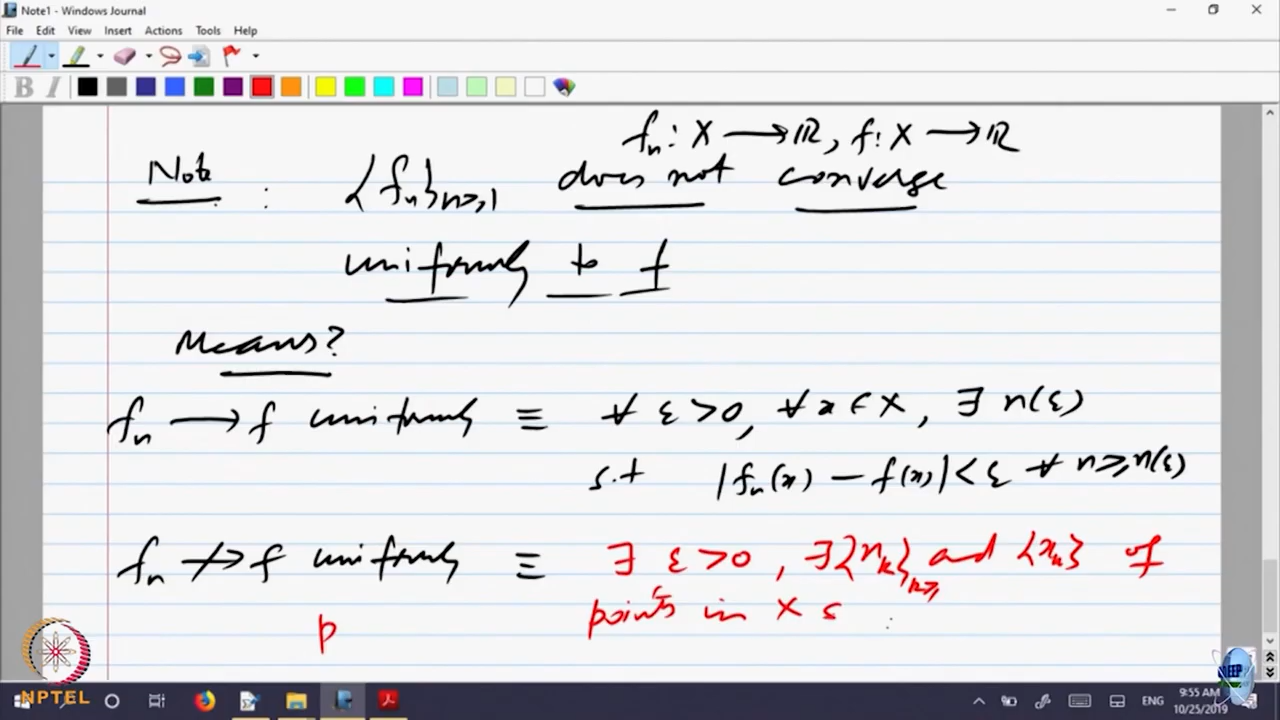 Note1 - Windows Journal
File Edit View Insert Actions Tools Help
B I
fₙ : X ⟶ ℝ, f : X ⟶ ℝ
Note : {fₙ}ₙ≥₁ does not converge
uniformly to f
Means?
fₙ ⟶ f uniformly ≡ ∀ ε > 0, ∀ x ∈ X, ∃ n(ε)
s.t |fₙ(x) − f(x)| < ε ∀ n ≥ n(ε)
fₙ ↛ f uniformly ≡ ∃ ε > 0, ∃ {nₖ} and {xₖ} of
points in X s
p
NPTEL
ENG
9:55 AM
10/25/2019